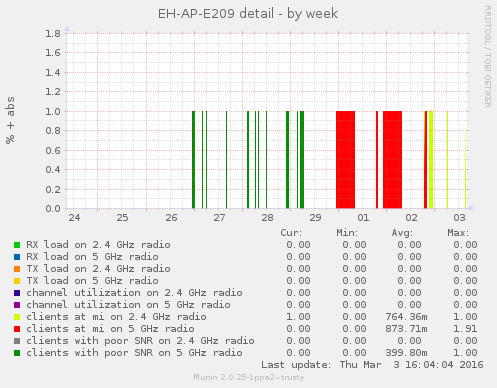 EH-AP-E209 detail - by week
RRDTOOL / TOBI OETIKER
% + abs
1.8
1.6
1.4
1.2
1.0
0.8
0.6
0.4
0.2
0.0
24 25 26 27 28 29 01 02 03
Cur: Min: Avg: Max:
RX load on 2.4 GHz radio 0.00 0.00 0.00 0.00
RX load on 5 GHz radio 0.00 0.00 0.00 0.00
TX load on 2.4 GHz radio 0.00 0.00 0.00 0.00
TX load on 5 GHz radio 0.00 0.00 0.00 0.00
channel utilization on 2.4 GHz radio 0.00 0.00 0.00 0.00
channel utilization on 5 GHz radio 0.00 0.00 0.00 0.00
clients at mi on 2.4 GHz radio 1.00 0.00 764.36m 1.00
clients at mi on 5 GHz radio 0.00 0.00 873.71m 1.91
clients with poor SNR on 2.4 GHz radio 0.00 0.00 0.00 0.00
clients with poor SNR on 5 GHz radio 0.00 0.00 399.80m 1.00
Last update: Thu Mar 3 16:04:04 2016
Munin 2.0.25-1ppa2~trusty